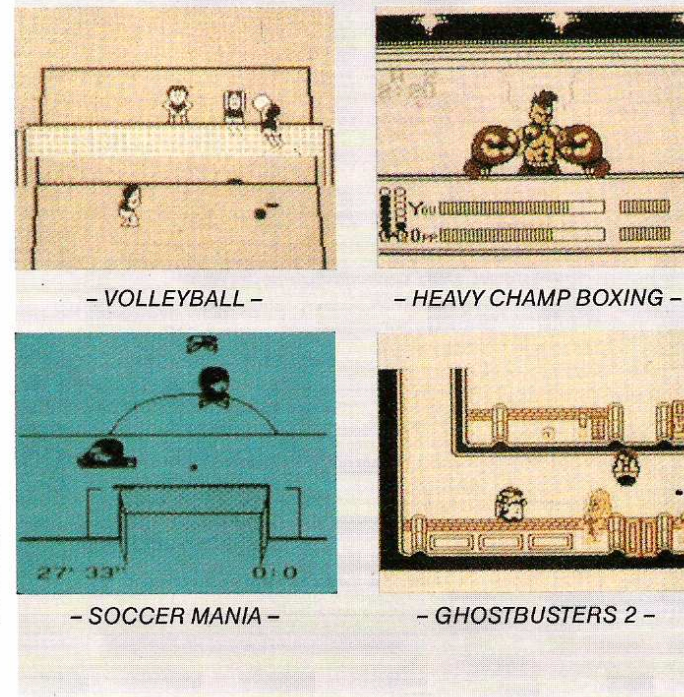 YOU
OPP
– VOLLEYBALL –
– HEAVY CHAMP BOXING –
27' 33"
0:0
– SOCCER MANIA –
– GHOSTBUSTERS 2 –